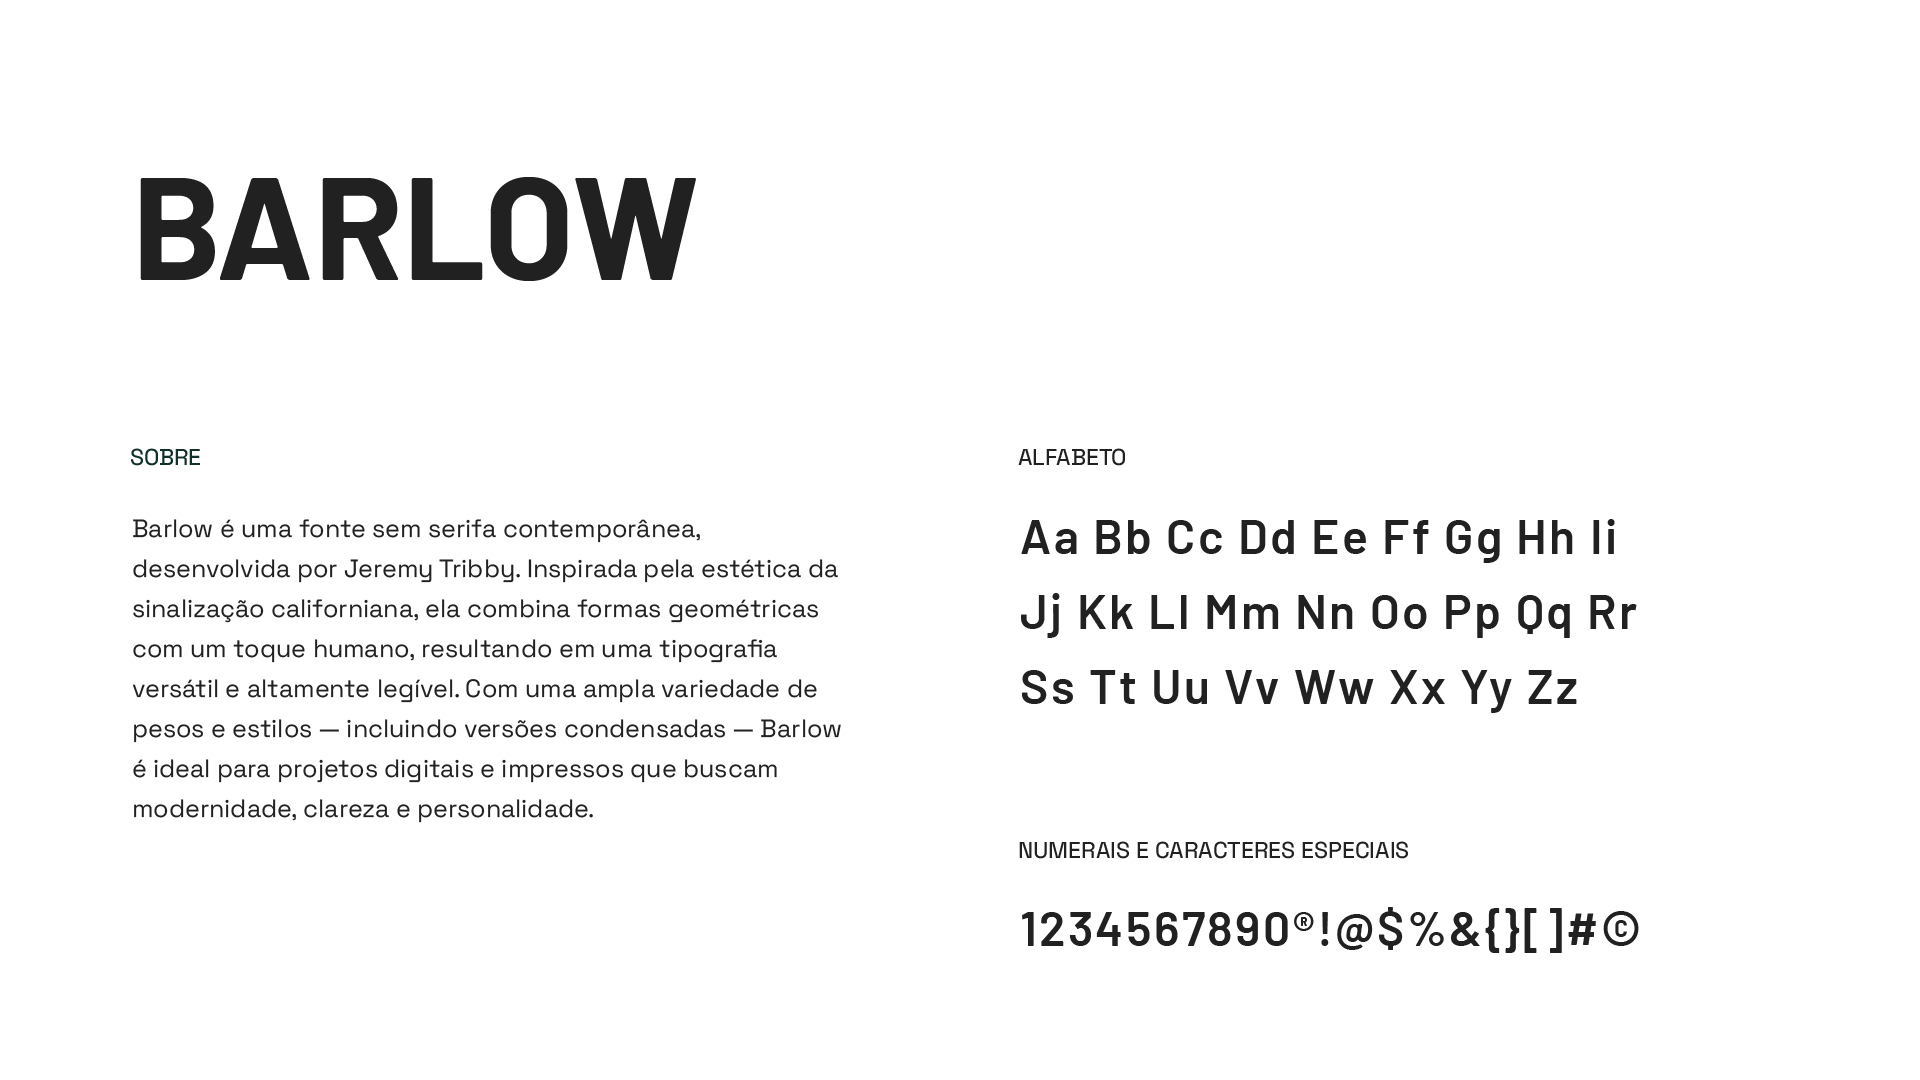 BARLOW
SOBRE
Barlow é uma fonte sem serifa contemporânea,
desenvolvida por Jeremy Tribby. Inspirada pela estética da
sinalização californiana, ela combina formas geométricas
com um toque humano, resultando em uma tipografia
versátil e altamente legível. Com uma ampla variedade de
pesos e estilos — incluindo versões condensadas — Barlow
é ideal para projetos digitais e impressos que buscam
modernidade, clareza e personalidade.
ALFABETO
Aa Bb Cc Dd Ee Ff Gg Hh Ii
Jj Kk Ll Mm Nn Oo Pp Qq Rr
Ss Tt Uu Vv Ww Xx Yy Zz
NUMERAIS E CARACTERES ESPECIAIS
1234567890®!@$%&{}[ ]#©